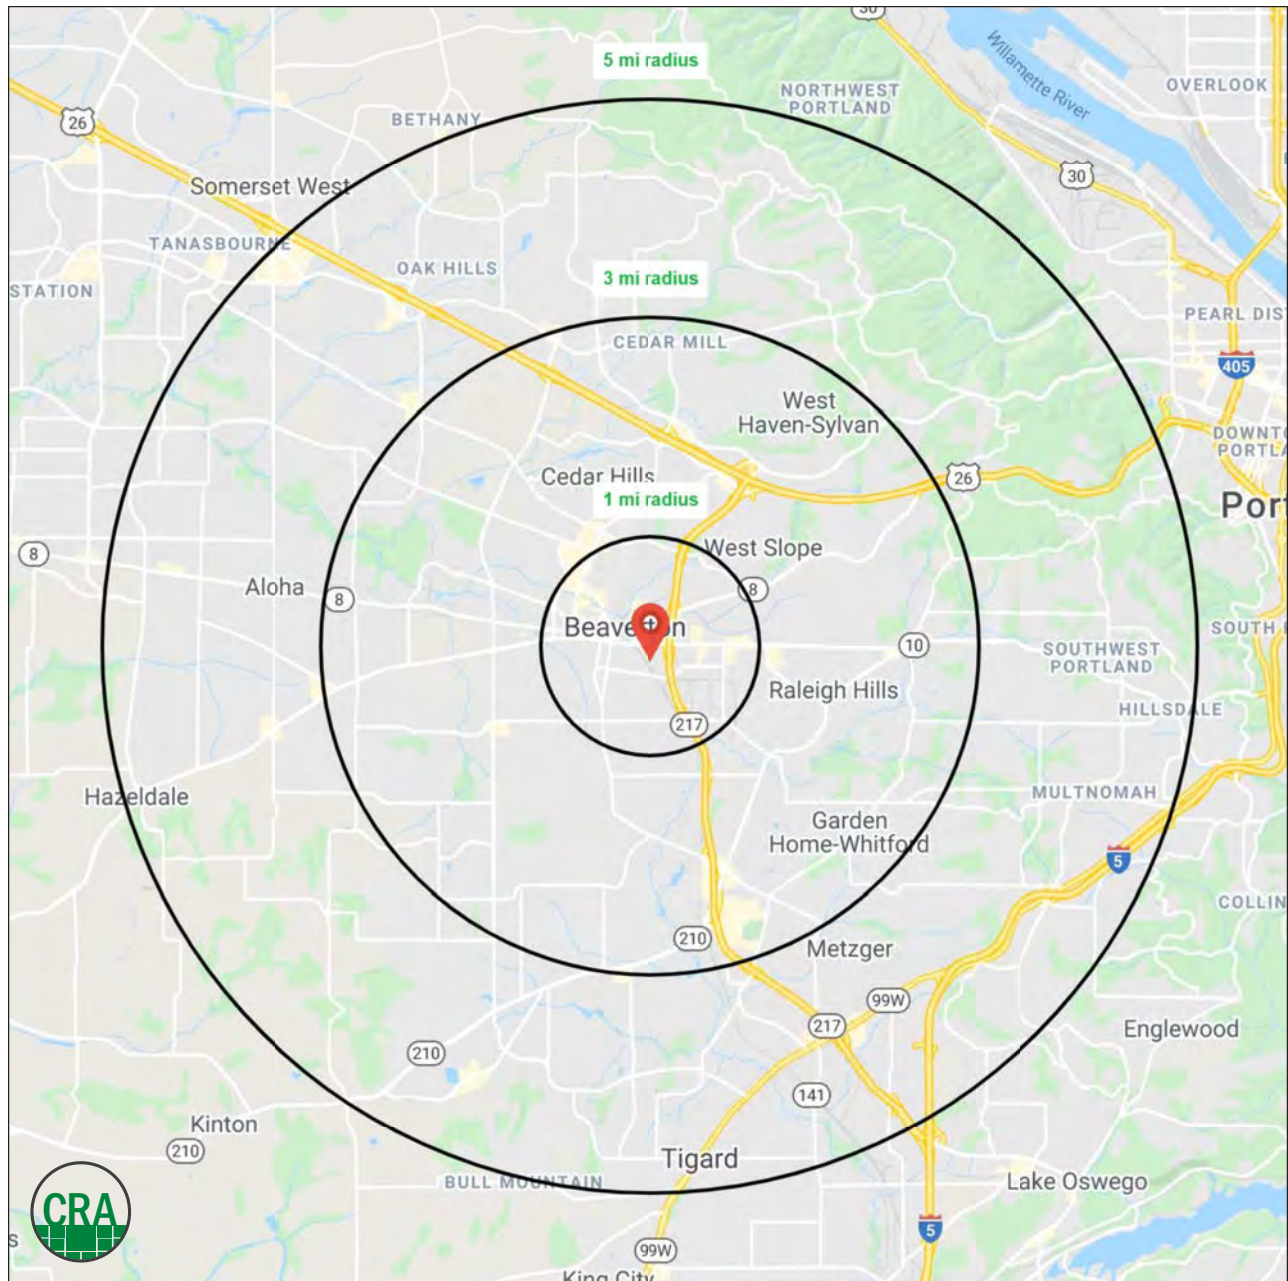 30
5 mi radius
Willamette River
OVERLOOK
NORTHWEST
PORTLAND
BETHANY
26
30
Somerset West
TANASBOURNE
OAK HILLS
3 mi radius
STATION
PEARL DIS
CEDAR MILL
405
West
Haven-Sylvan
DOWNTO
PORTLA
Cedar Hills
26
1 mi radius
Por
8
West Slope
Aloha
8
8
Beaverton
SOUTH
10
SOUTHWEST
PORTLAND
Raleigh Hills
HILLSDALE
217
Hazeldale
MULTNOMAH
Garden
Home-Whitford
5
COLLIN
210
Metzger
99W
217
Englewood
210
141
Kinton
210
Tigard
BULL MOUNTAIN
Lake Oswego
CRA
5
s
99W
King City